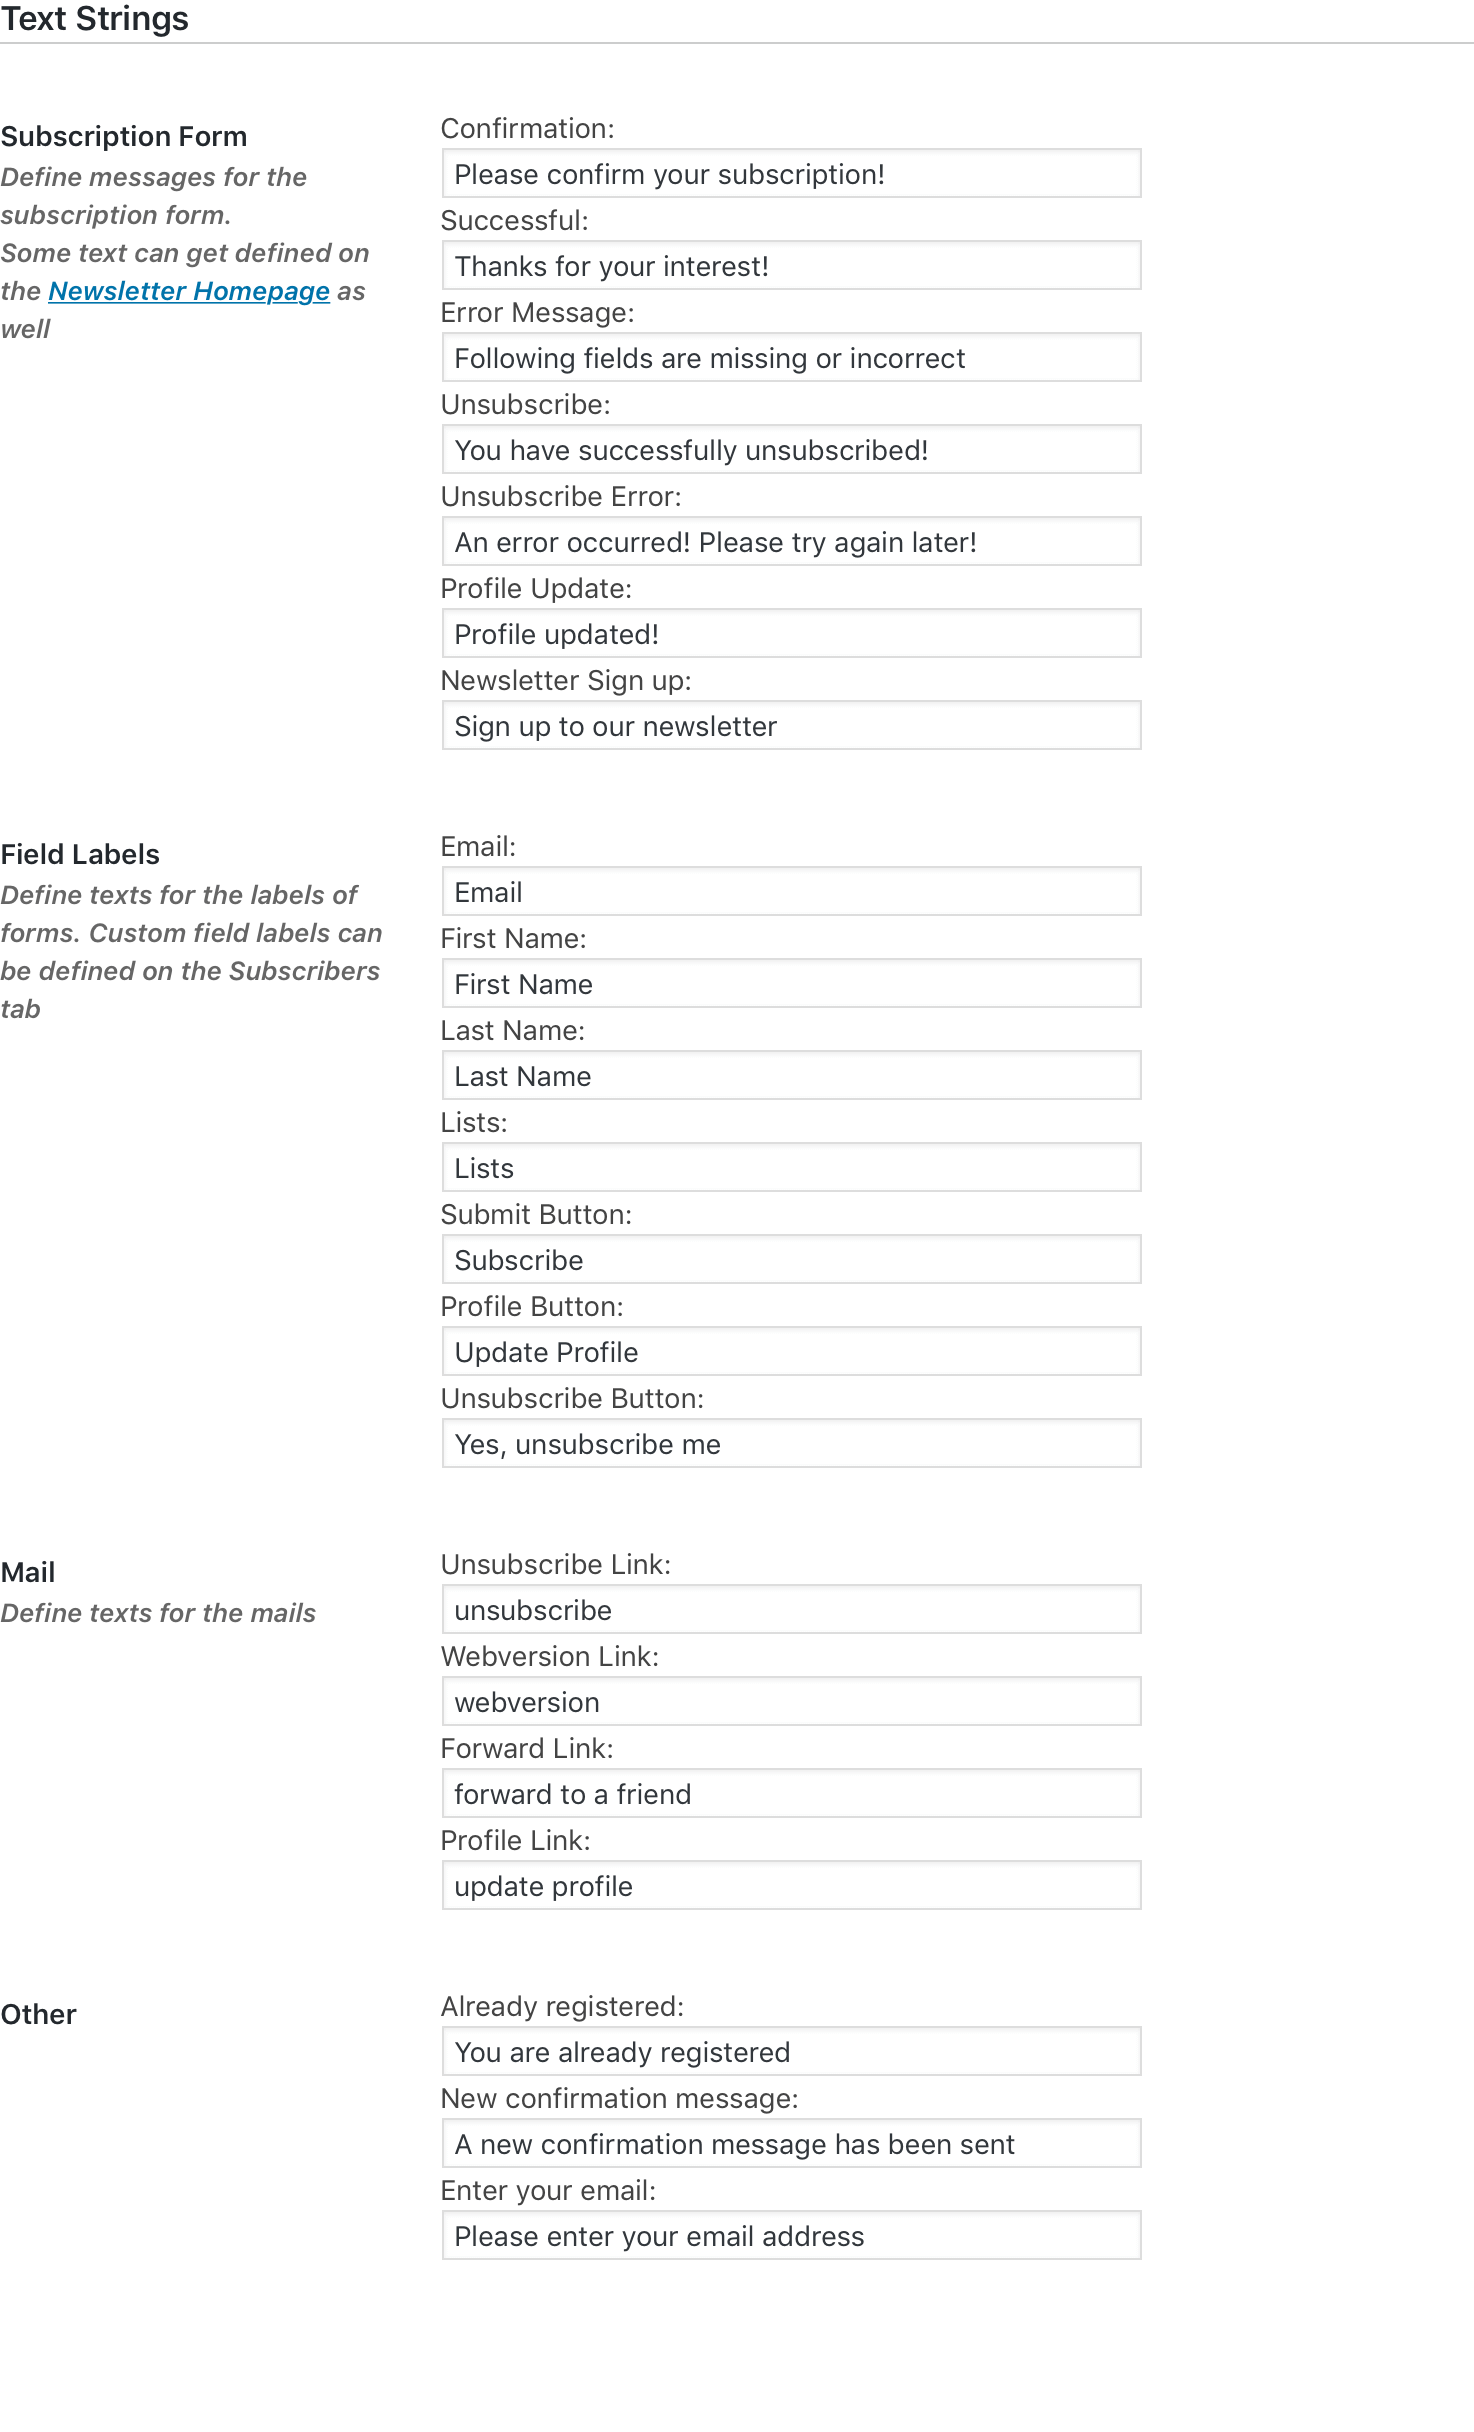 Text Strings
Subscription Form
Define messages for the
subscription form.
Some text can get defined on
the Newsletter Homepage as
well
Confirmation:
Please confirm your subscription!
Successful:
Thanks for your interest!
Error Message:
Following fields are missing or incorrect
Unsubscribe:
You have successfully unsubscribed!
Unsubscribe Error:
An error occurred! Please try again later!
Profile Update:
Profile updated!
Newsletter Sign up:
Sign up to our newsletter
Field Labels
Define texts for the labels of
forms. Custom field labels can
be defined on the Subscribers
tab
Email:
Email
First Name:
First Name
Last Name:
Last Name
Lists:
Lists
Submit Button:
Subscribe
Profile Button:
Update Profile
Unsubscribe Button:
Yes, unsubscribe me
Mail
Define texts for the mails
Unsubscribe Link:
unsubscribe
Webversion Link:
webversion
Forward Link:
forward to a friend
Profile Link:
update profile
Other
Already registered:
You are already registered
New confirmation message:
A new confirmation message has been sent
Enter your email:
Please enter your email address